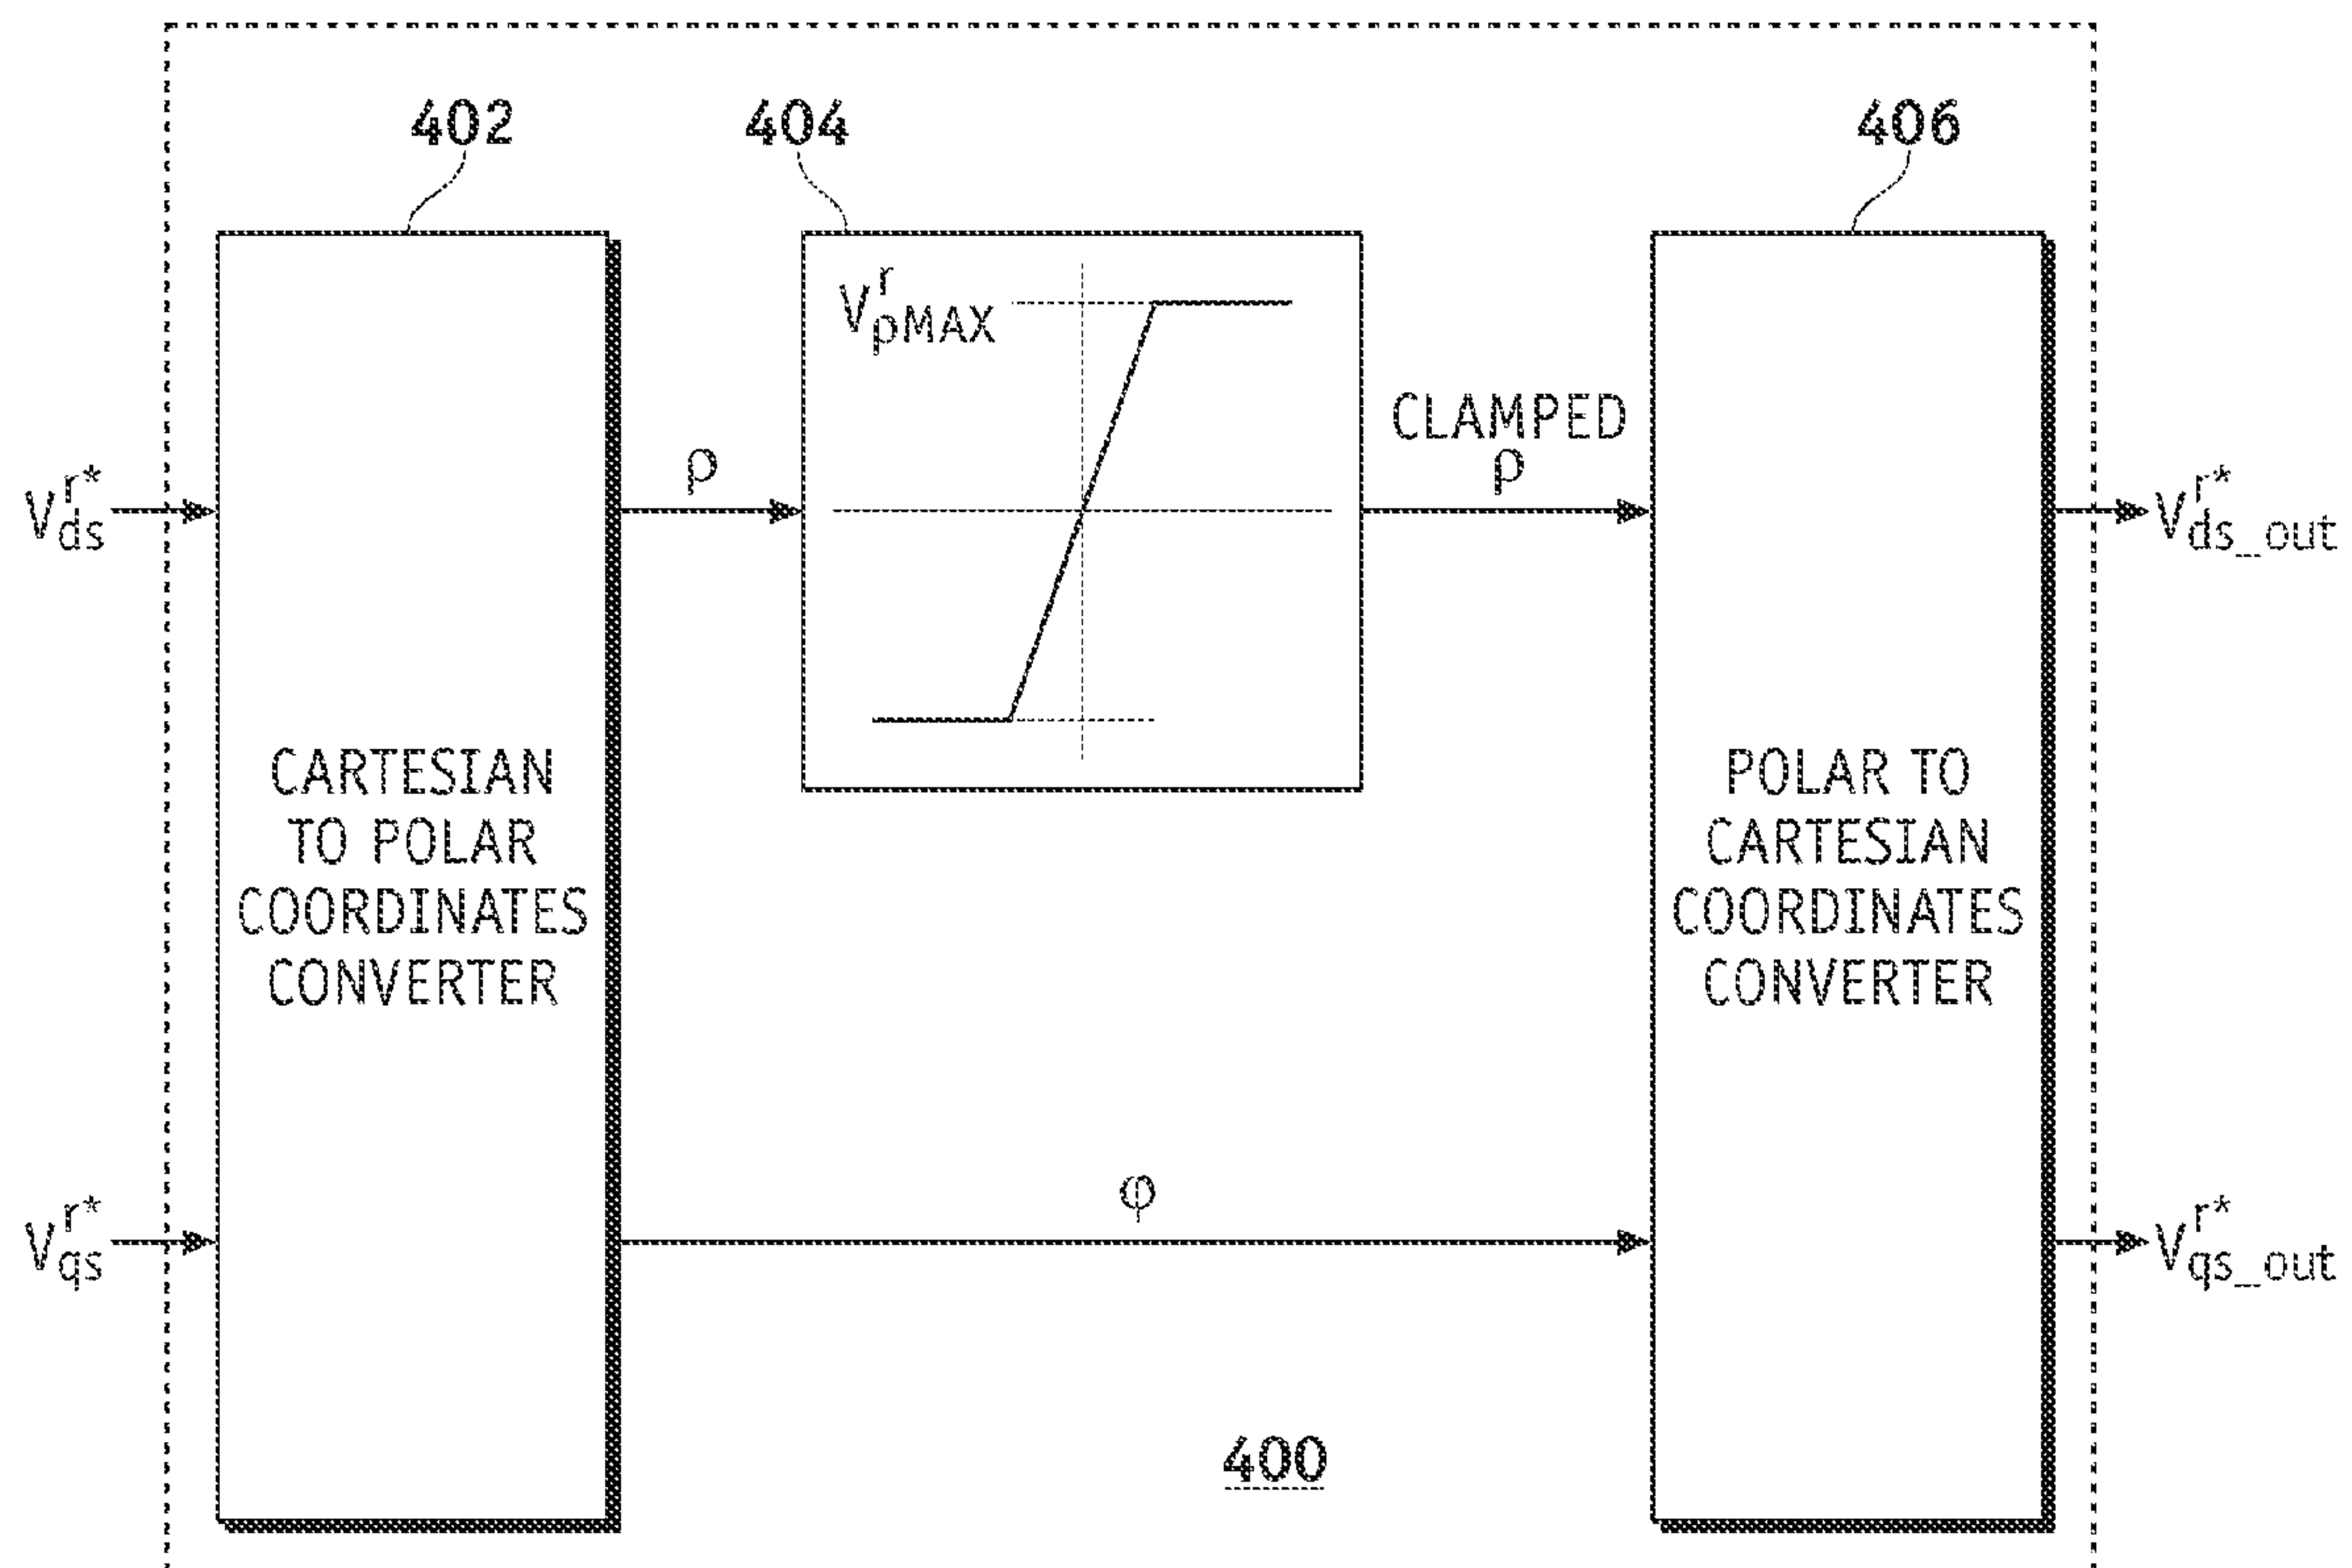 402
404
406
V^r_ρMAX
CLAMPED
ρ
ρ
V^r*_ds
V^r*_ds_out
CARTESIAN
TO POLAR
COORDINATES
CONVERTER
POLAR TO
CARTESIAN
COORDINATES
CONVERTER
φ
V^r*_qs
V^r*_qs_out
400